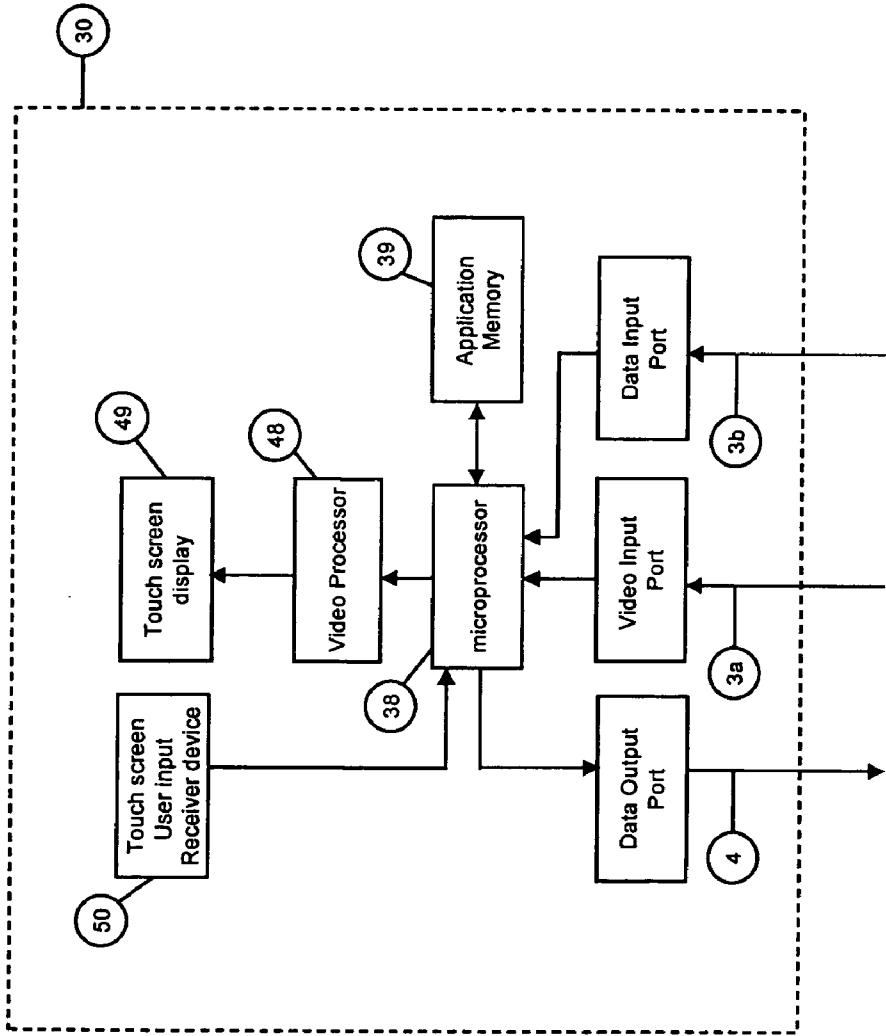 30
50
Touch screen
User input
Receiver device
Touch screen
display
49
48
Video Processor
38
microprocessor
39
Application
Memory
Data Output
Port
Video Input
Port
Data Input
Port
4
3a
3b